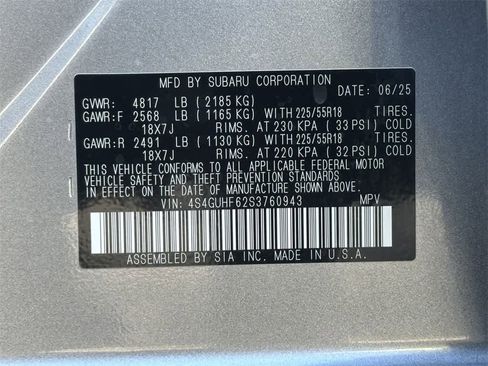 MFD BY SUBARU CORPORATION
DATE: 06/25
GVWR: 4817 LB ( 2185 KG)
GAWR:F 2568 LB ( 1165 KG) WITH 225/55R18 TIRES.
18X7J RIMS. AT 230 KPA ( 33 PSI) COLD
GAWR:R 2491 LB ( 1130 KG) WITH 225/55R18 TIRES.
18X7J RIMS. AT 220 KPA ( 32 PSI) COLD
THIS VEHICLE CONFORMS TO ALL APPLICABLE FEDERAL MOTOR
VEHICLE SAFETY AND THEFT PREVENTION STANDARDS
IN EFFECT ON THE DATE OF MANUFACTURE SHOWN ABOVE.
VIN: 4S4GUHF62S3760943 MPV
ASSEMBLED BY SIA INC. MADE IN U.S.A.